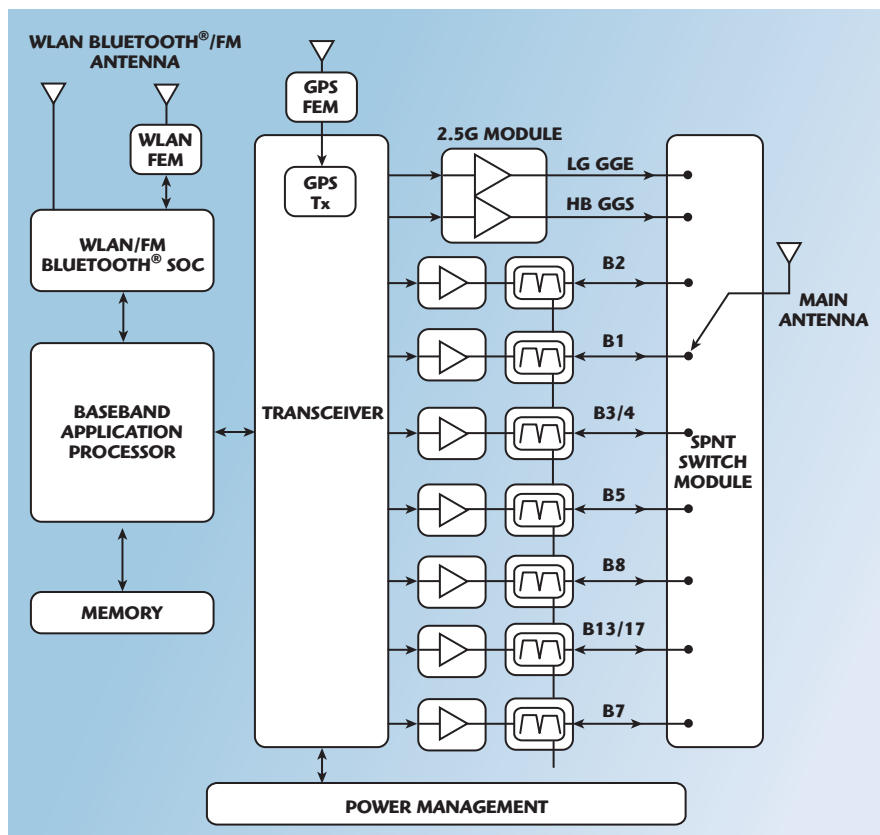 WLAN BLUETOOTH®/FM
ANTENNA
GPS
FEM
WLAN
FEM
2.5G MODULE
LG GGE
GPS
Tx
HB GGS
WLAN/FM
BLUETOOTH® SOC
B2
MAIN
ANTENNA
B1
BASEBAND
APPLICATION
PROCESSOR
TRANSCEIVER
B3/4
SPNT
SWITCH
MODULE
B5
B8
MEMORY
B13/17
B7
POWER MANAGEMENT